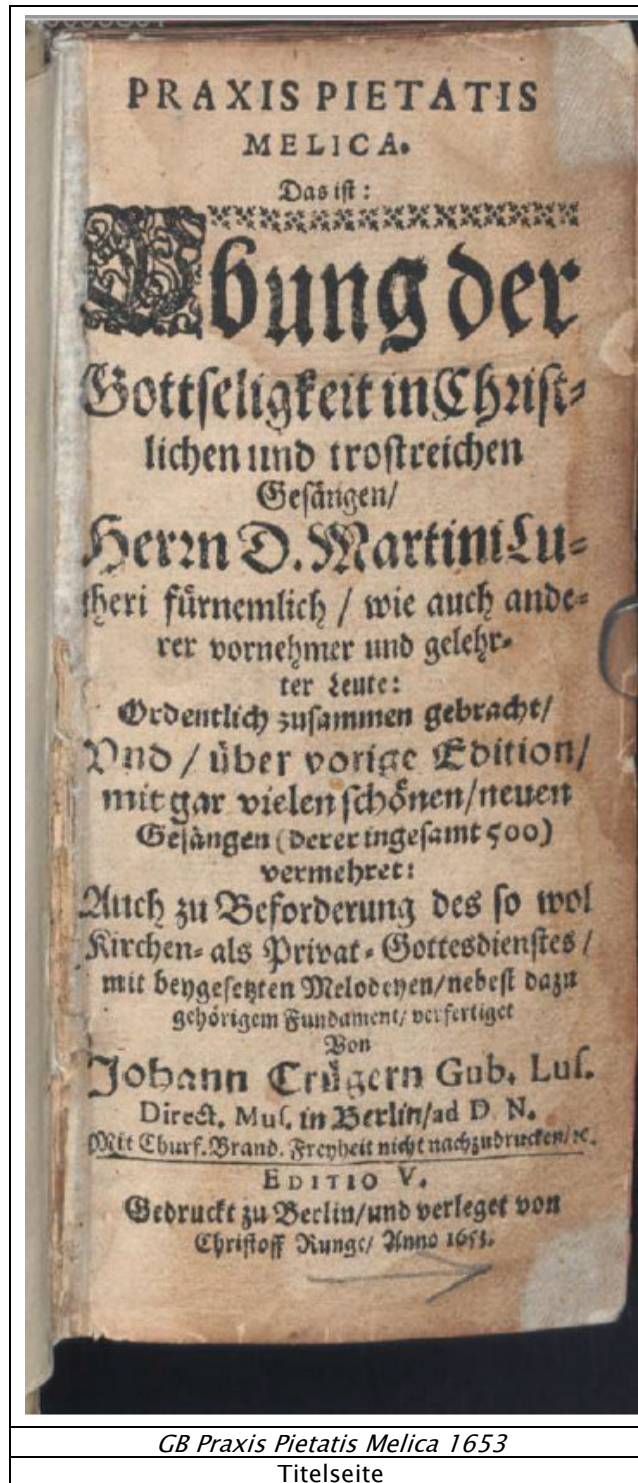 PRAXIS PIETATIS
MELICA.
Das ist:
Vbung der
Gottseligkeit in Christ-
lichen und trostreichen
Gesängen/
Herrn D. Martini Lu-
theri fürnemlich / wie auch ande-
rer vornehmer und gelehr-
ter Leute:
Ordentlich zusammen gebracht/
Vnd / über vorige Edition/
mit gar vielen schönen/neuen
Gesängen (derer ingesamt 500)
vermehret:
Auch zu Beforderung des so wol
Kirchen- als Privat-Gottesdienstes /
mit beygesetzten Melodeyen/nebest dazu
gehörigem Fundament/ verfertiget
Von
Johann Crügern Gub. Lus.
Direct. Mus. in Berlin/ad D. N.
Mit Churf. Brand. Freyheit nicht nachzudrucken/ꝛc.
EDITIO V.
Gedruckt zu Berlin/und verleget von
Christoff Runge/ Anno 1653.
GB Praxis Pietatis Melica 1653
Titelseite